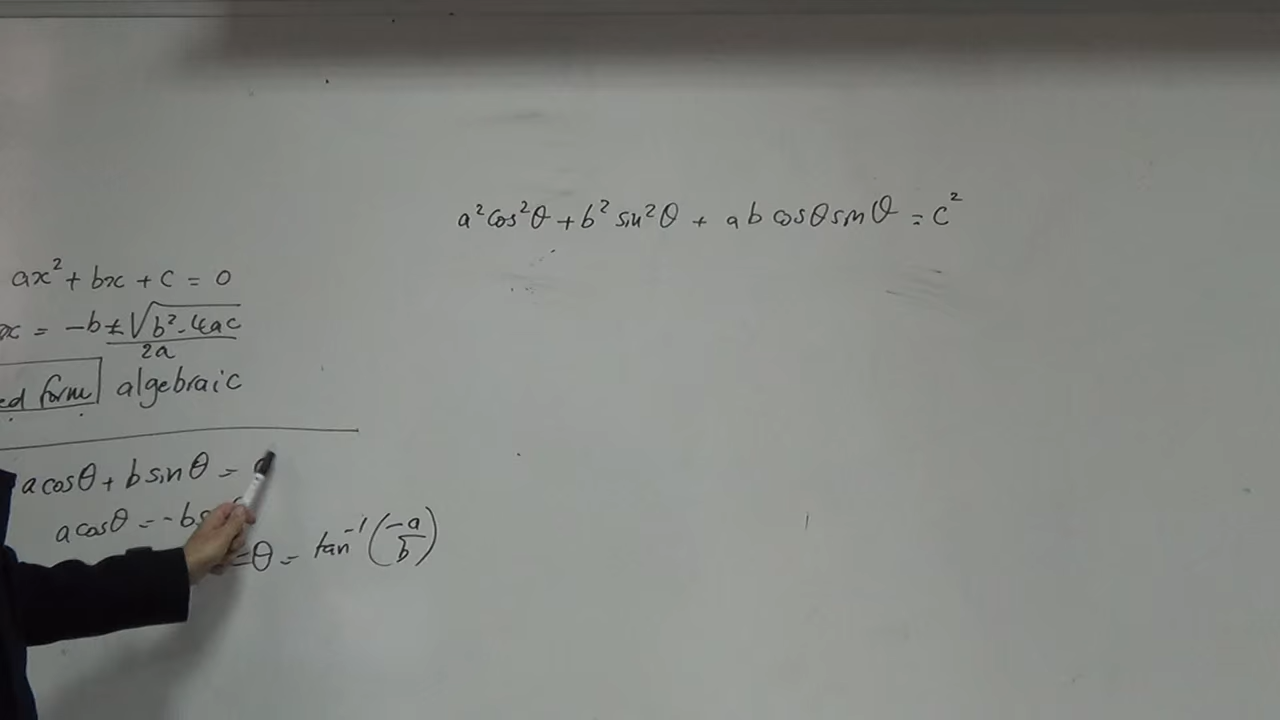 a²cos²θ + b² sin²θ + ab cosθ sinθ = c²
ax² + bx + c = 0
x = -b ± √b² - 4ac
2a
form algebraic
a cosθ + b sinθ =
a cosθ = -b
= θ = tan⁻¹(-a/b)